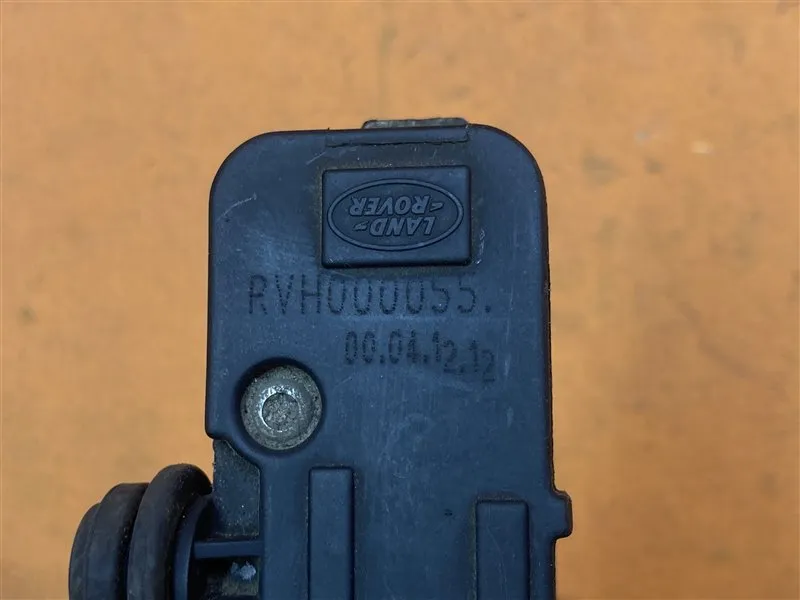 LAND-
-ROVER
RVH000055.
00.04.12.12